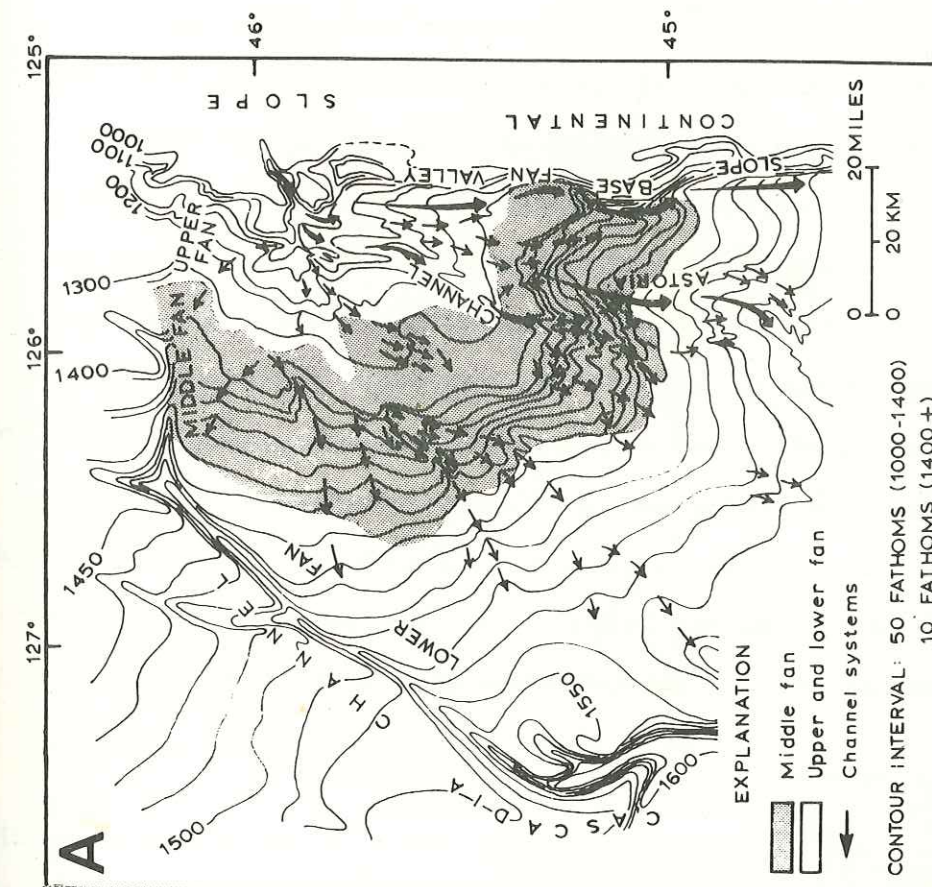 A
125°
126°
127°
46°
45°
1000
1100
1200
1300
1400
1450
1500
1550
1600
UPPER
FAN
MIDDLE FAN
LOWER FAN
CONTINENTAL SLOPE
FAN VALLEY
BASE SLOPE
ASTORIA CHANNEL
CASCADIA CHANNEL
0 20 MILES
0 20 KM
EXPLANATION
Middle fan
Upper and lower fan
Channel systems
CONTOUR INTERVAL: 50 FATHOMS (1000-1400)
10 FATHOMS (1400+)